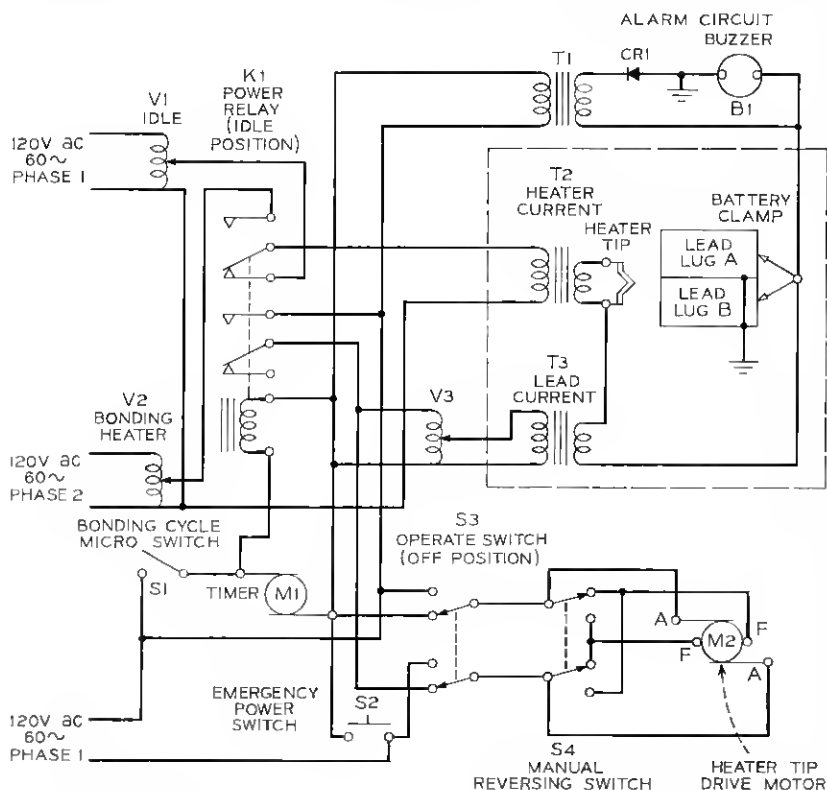 ALARM CIRCUIT
BUZZER
T1
CR1
B1
K1
POWER
RELAY
(IDLE
POSITION)
V1
IDLE
120V AC
60~
PHASE 1
T2
HEATER
CURRENT
HEATER
TIP
BATTERY
CLAMP
LEAD
LUG A
LEAD
LUG B
T3
LEAD
CURRENT
V3
V2
BONDING
HEATER
120V AC
60~
PHASE 2
BONDING CYCLE
MICRO SWITCH
S1
TIMER
M1
S3
OPERATE SWITCH
(OFF POSITION)
A
F
M2
F
A
EMERGENCY
POWER
SWITCH
S2
120V AC
60~
PHASE 1
S4
MANUAL
REVERSING SWITCH
HEATER TIP
DRIVE MOTOR